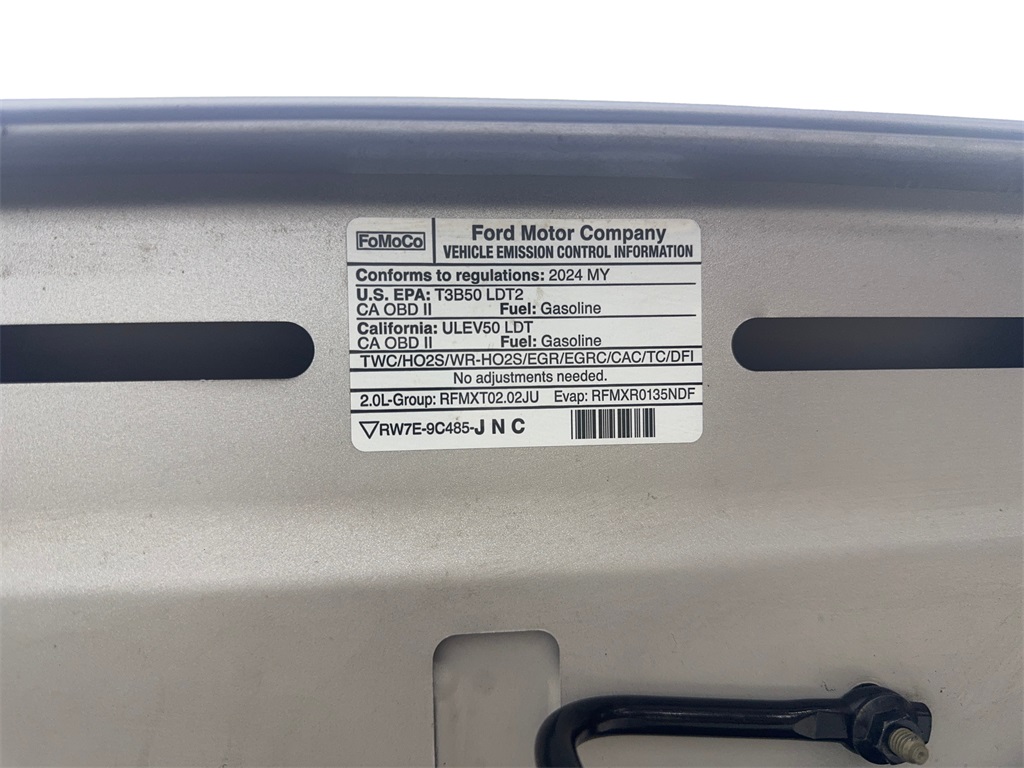 FoMoCo
Ford Motor Company
VEHICLE EMISSION CONTROL INFORMATION
Conforms to regulations: 2024 MY
U.S. EPA: T3B50 LDT2
CA OBD II Fuel: Gasoline
California: ULEV50 LDT
CA OBD II Fuel: Gasoline
TWC/HO2S/WR-HO2S/EGR/EGRC/CAC/TC/DFI
No adjustments needed.
2.0L-Group: RFMXT02.02JU Evap: RFMXR0135NDF
RW7E-9C485-J N C